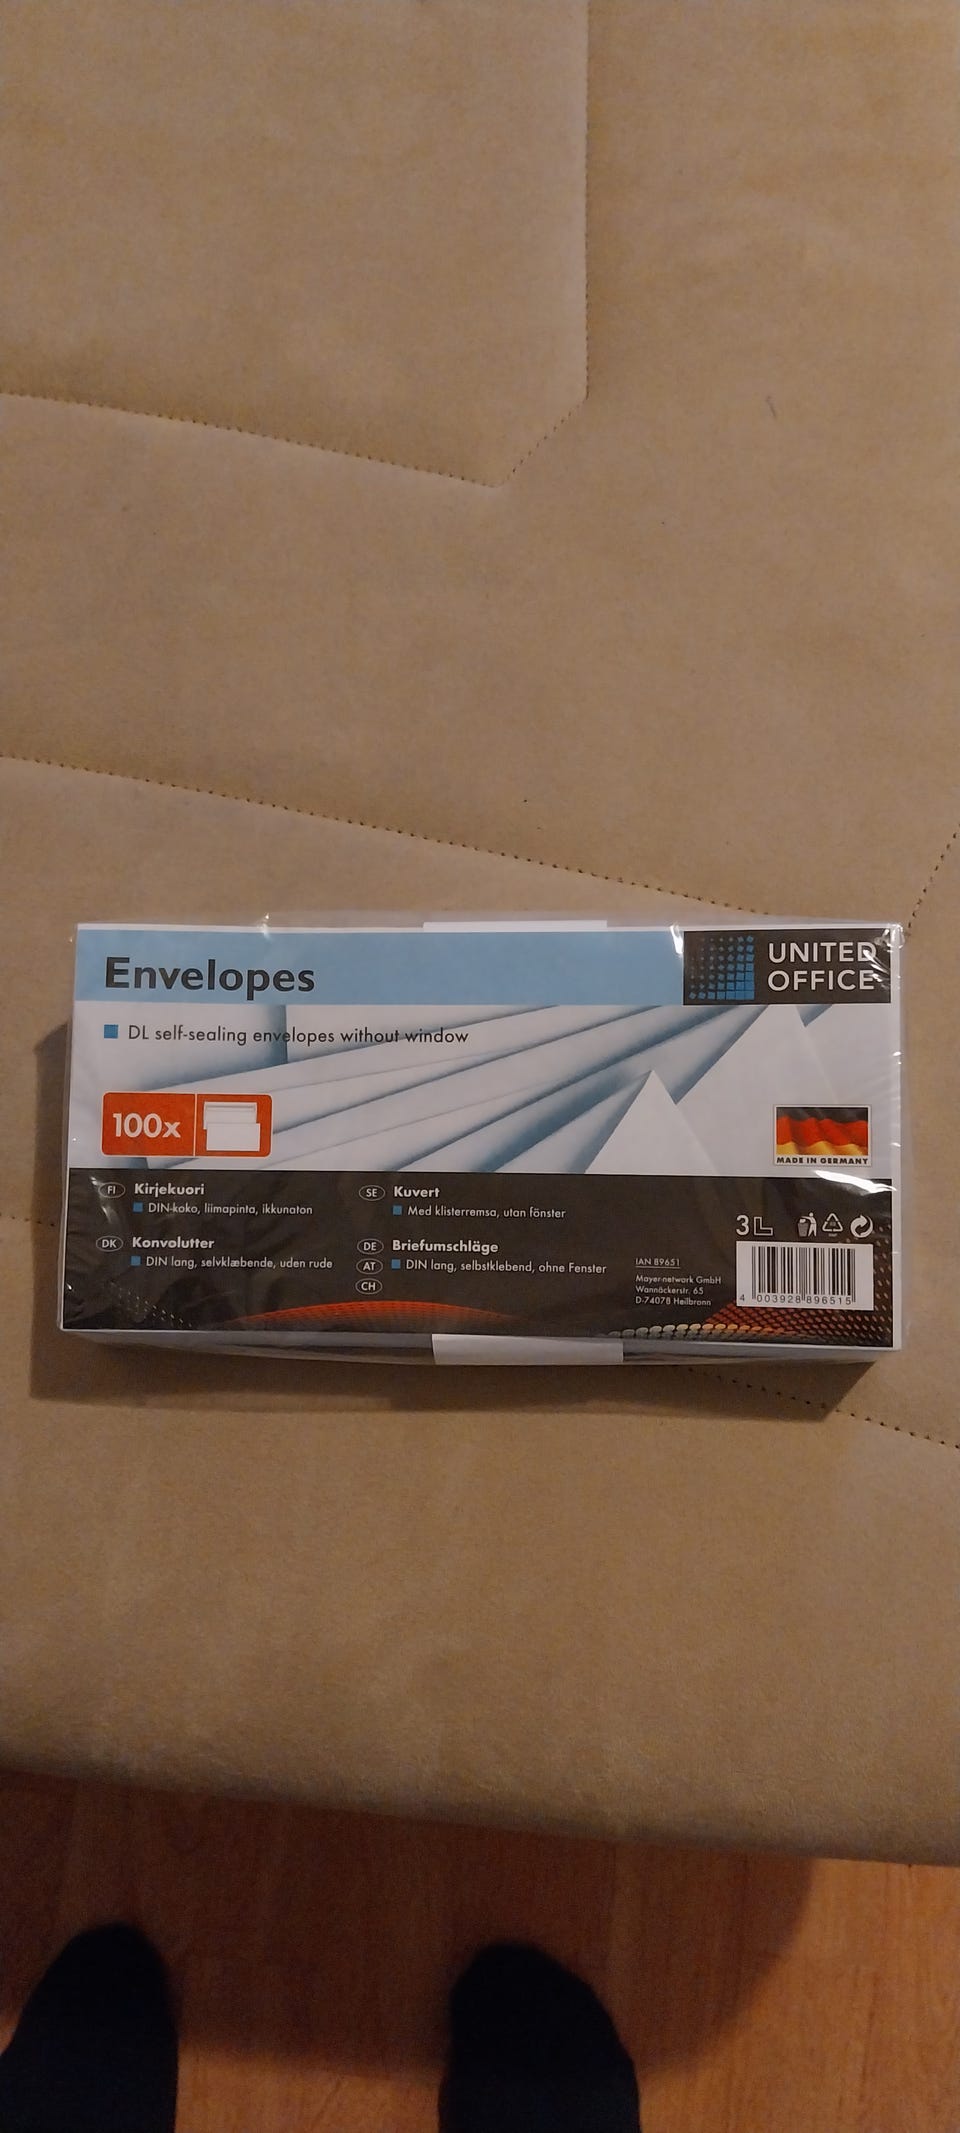 Envelopes
UNITED
OFFICE
DL self-sealing envelopes without window
100x
MADE IN GERMANY
FI Kirjekuori
DIN-koko, liimapinta, ikkunaton
SE Kuvert
Med klisterremsa, utan fönster
DK Konvolutter
DIN lang, selvklæbende, uden rude
DE Briefumschläge
AT DIN lang, selbstklebend, ohne Fenster
CH
IAN 89651
Mayer-network GmbH
Wannäckerstr. 65
D-74078 Heilbronn
3L
4 003928 896515